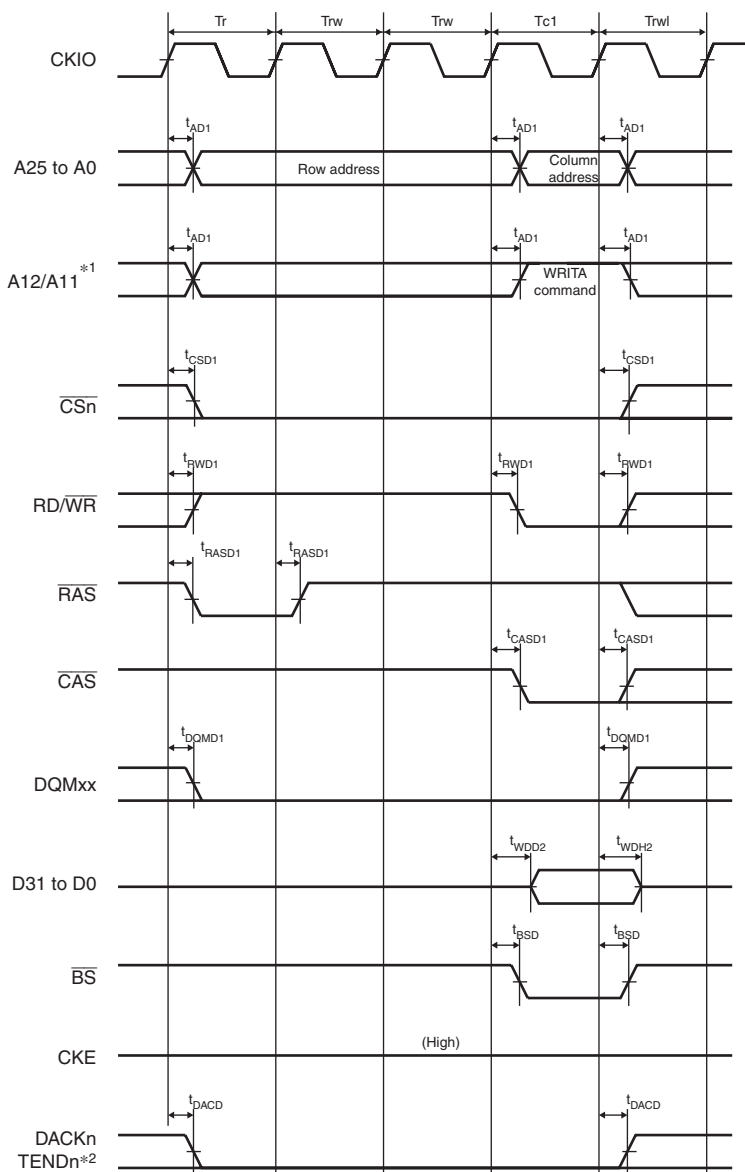 Tr Trw Trw Tc1 Trwl
CKIO
tAD1 tAD1 tAD1
A25 to A0 Row address Column address
tAD1 tAD1 tAD1
A12/A11*1 WRITA command
tCSD1 tCSD1
CSn
tRWD1 tRWD1 tRWD1
RD/WR
tRASD1 tRASD1
RAS
tCASD1 tCASD1
CAS
tDQMD1 tDQMD1
DQMxx
tWDD2 tWDH2
D31 to D0
tBSD tBSD
BS
(High)
CKE
tDACD tDACD
DACKn
TENDn*2